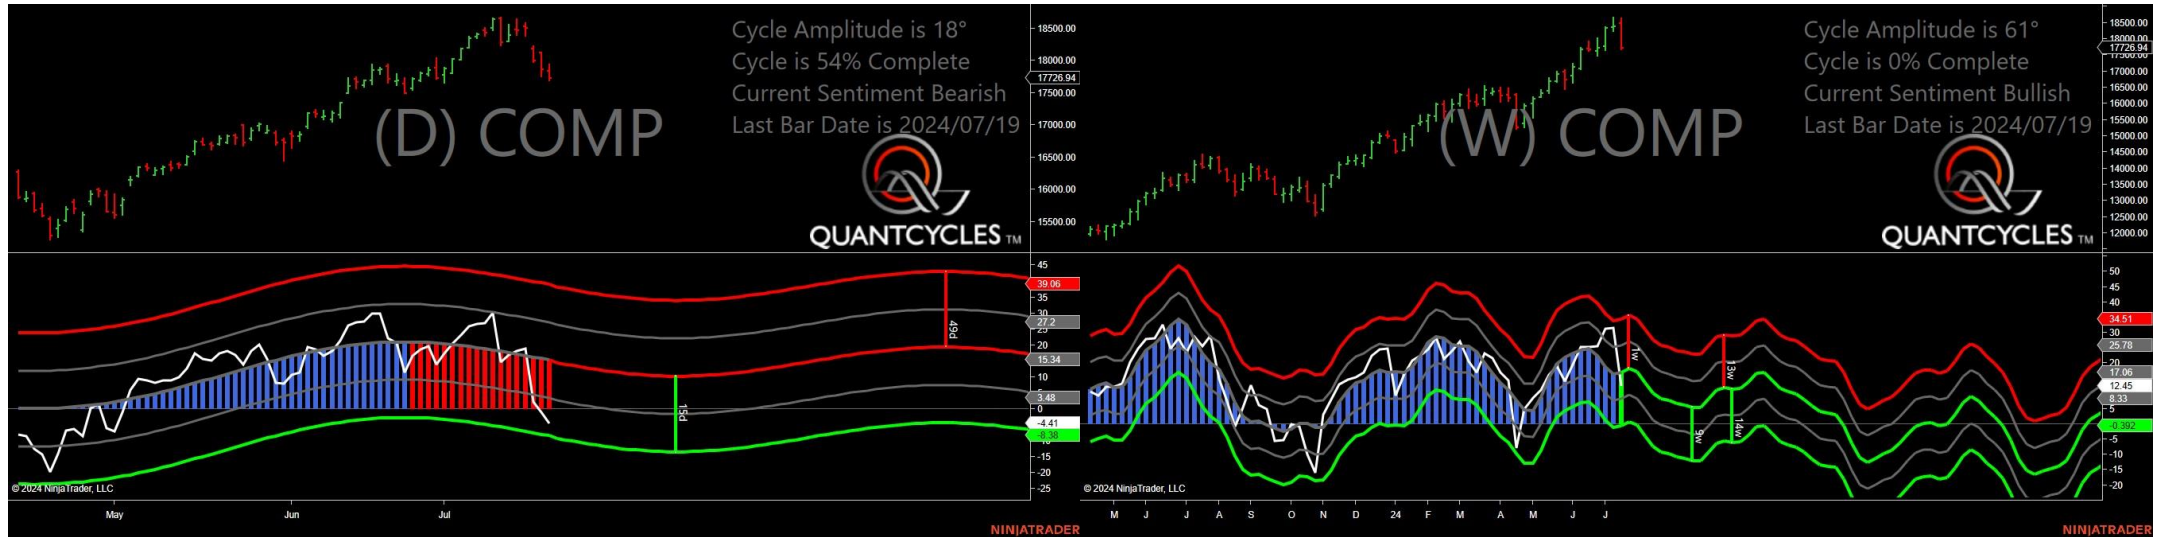 Cycle Amplitude is 18°
Cycle is 54% Complete
Current Sentiment Bearish
Last Bar Date is 2024/07/19
(D) COMP
QUANTCYCLES TM
18500.00
18000.00
17726.94
17500.00
17000.00
16500.00
16000.00
15500.00
45
39.06
35
30
27.2
25
20
15.34
10
3.48
0
-4.41
-8.38
-15
-20
-25
49d
15d
© 2024 NinjaTrader, LLC
May
Jun
Jul
NINJATRADER
Cycle Amplitude is 61°
Cycle is 0% Complete
Current Sentiment Bullish
Last Bar Date is 2024/07/19
(W) COMP
QUANTCYCLES TM
18500.00
18000.00
17726.94
17000.00
16500.00
16000.00
15500.00
15000.00
14500.00
14000.00
13500.00
13000.00
12500.00
12000.00
50
45
40
34.51
30
25.78
20
17.06
12.45
8.33
5
-0.392
-5
-10
-15
-20
1w
13w
9w
14w
© 2024 NinjaTrader, LLC
M
J
J
A
S
O
N
D
24
F
M
A
M
J
J
NINJATRADER